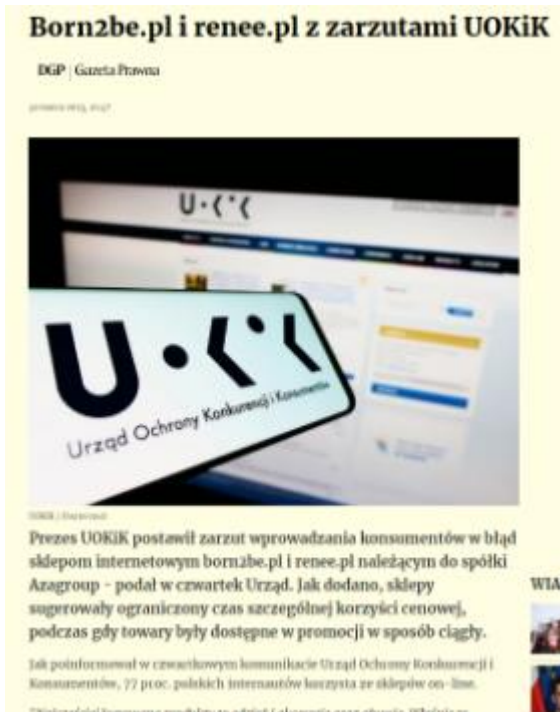 Born2be.pl i renee.pl z zarzutami UOKiK
DGP | Gazeta Prawna
UOKiK
UOKiK
Urząd Ochrony Konkurencji i Konsumentów
Prezes UOKiK postawił zarzut wprowadzania konsumentów w błąd
sklepom internetowym born2be.pl i renee.pl należącym do spółki
Azagroup - podał w czwartek Urząd. Jak dodano, sklepy
sugerowały ograniczony czas szczególnej korzyści cenowej,
podczas gdy towary były dostępne w promocji w sposób ciągły.
WIA
Jak poinformował w czwartkowym komunikacie Urząd Ochrony Konkurencji i
Konsumentów, 77 proc. polskich internautów korzysta ze sklepów on-line.